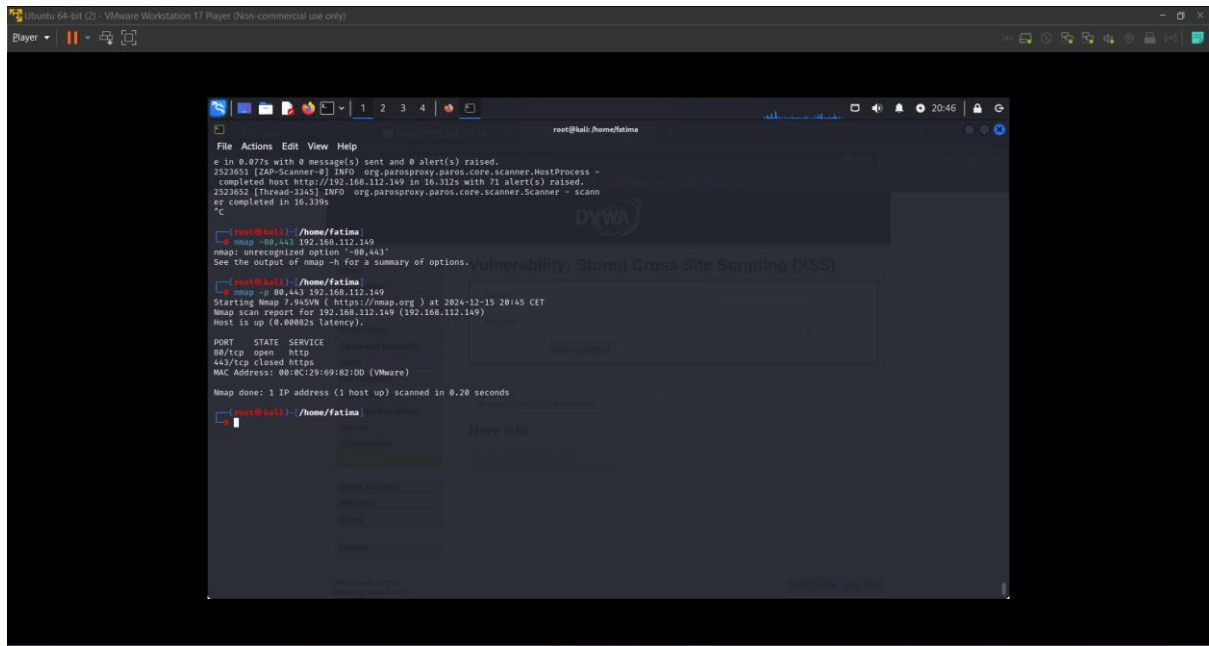 Ubuntu 64-bit (2) - VMware Workstation 17 Player (Non-commercial use only)
Player
1 2 3 4
20:46
root@kali: /home/fatima
File Actions Edit View Help
e in 0.077s with 0 message(s) sent and 0 alert(s) raised.
2523651 [ZAP-Scanner-0] INFO org.parosproxy.paros.core.scanner.HostProcess -
completed host http://192.168.112.149 in 16.312s with 71 alert(s) raised.
2523652 [Thread-3345] INFO org.parosproxy.paros.core.scanner.Scanner - scann
er completed in 16.339s
^C
DVWA
(root㉿kali)-[/home/fatima]
# nmap -80,443 192.168.112.149
nmap: unrecognized option '-80,443'
See the output of nmap -h for a summary of options.
Vulnerability: Stored Cross Site Scripting (XSS)
(root㉿kali)-[/home/fatima]
# nmap -p 80,443 192.168.112.149
Starting Nmap 7.94SVN ( https://nmap.org ) at 2024-12-15 20:45 CET
Nmap scan report for 192.168.112.149 (192.168.112.149)
Host is up (0.00082s latency).
PORT STATE SERVICE
80/tcp open http
443/tcp closed https
MAC Address: 00:0C:29:69:82:DD (VMware)
Nmap done: 1 IP address (1 host up) scanned in 0.20 seconds
(root㉿kali)-[/home/fatima]
#
More info